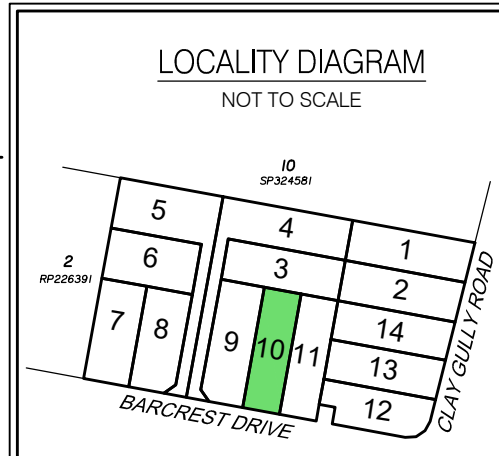 LOCALITY DIAGRAM
NOT TO SCALE
10
SP324581
5
4
1
2
RP226391
6
3
2
7
8
9
10
11
14
13
12
BARCREST DRIVE
CLAY GULLY ROAD